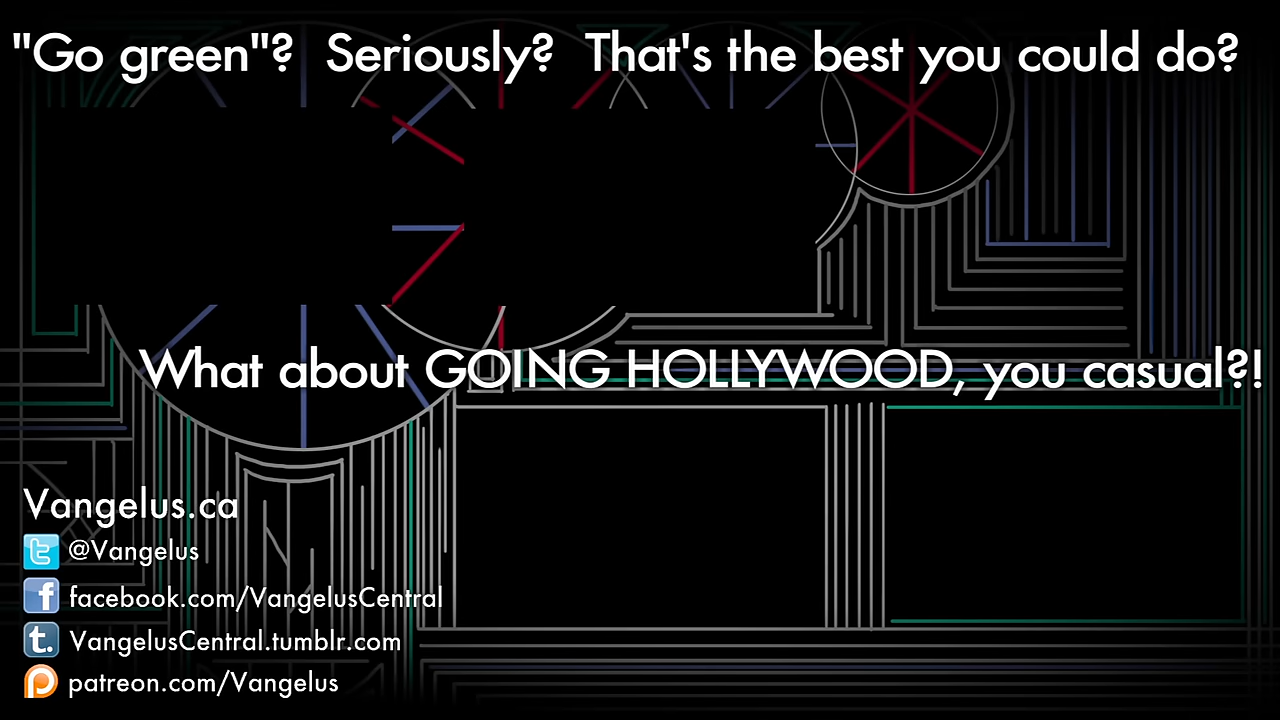 "Go green"? Seriously? That's the best you could do?
What about GOING HOLLYWOOD, you casual?!
Vangelus.ca
@Vangelus
facebook.com/VangelusCentral
VangelusCentral.tumblr.com
patreon.com/Vangelus